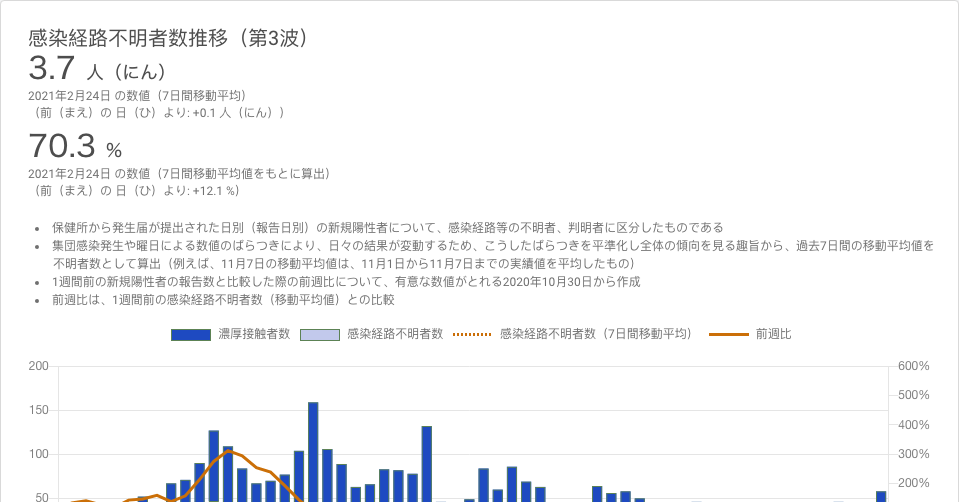 感染経路不明者数推移（第3波）
3.7 人（にん）
2021年2月24日 の数値（7日間移動平均）
（前（まえ）の 日（ひ）より: +0.1 人（にん））
70.3 %
2021年2月24日 の数値（7日間移動平均値をもとに算出）
（前（まえ）の 日（ひ）より: +12.1 %）
保健所から発生届が提出された日別（報告日別）の新規陽性者について、感染経路等の不明者、判明者に区分したものである
集団感染発生や曜日による数値のばらつきにより、日々の結果が変動するため、こうしたばらつきを平準化し全体の傾向を見る趣旨から、過去7日間の移動平均値を
不明者数として算出（例えば、11月7日の移動平均値は、11月1日から11月7日までの実績値を平均したもの）
1週間前の新規陽性者の報告数と比較した際の前週比について、有意な数値がとれる2020年10月30日から作成
前週比は、1週間前の感染経路不明者数（移動平均値）との比較
濃厚接触者数 感染経路不明者数 感染経路不明者数（7日間移動平均） 前週比
200 600%
500%
150
400%
100 300%
200%
50